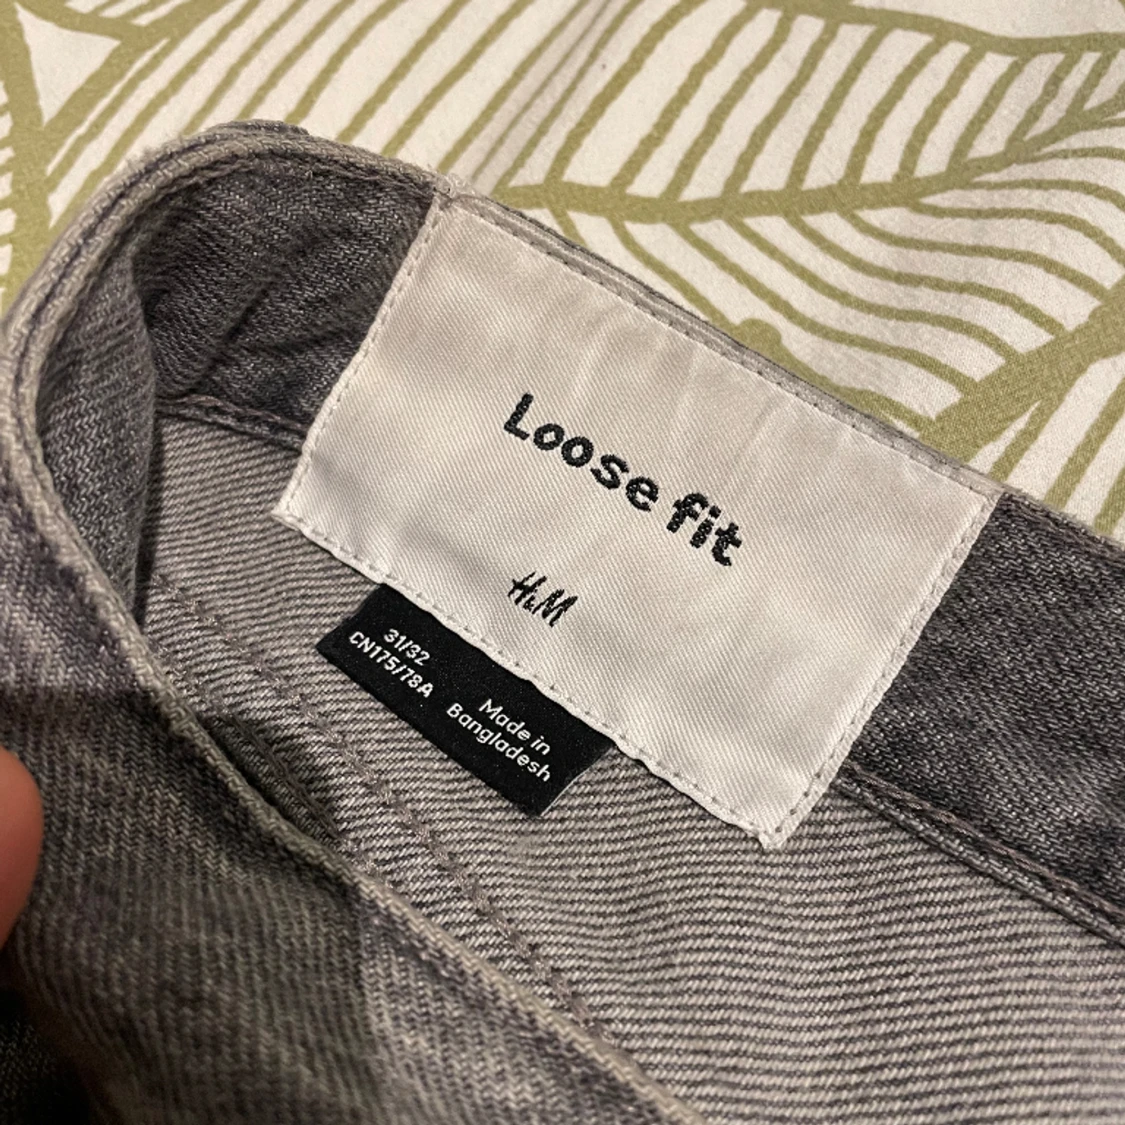 Loose fit
H&M
31/32
CN175/78A
Made in
Bangladesh